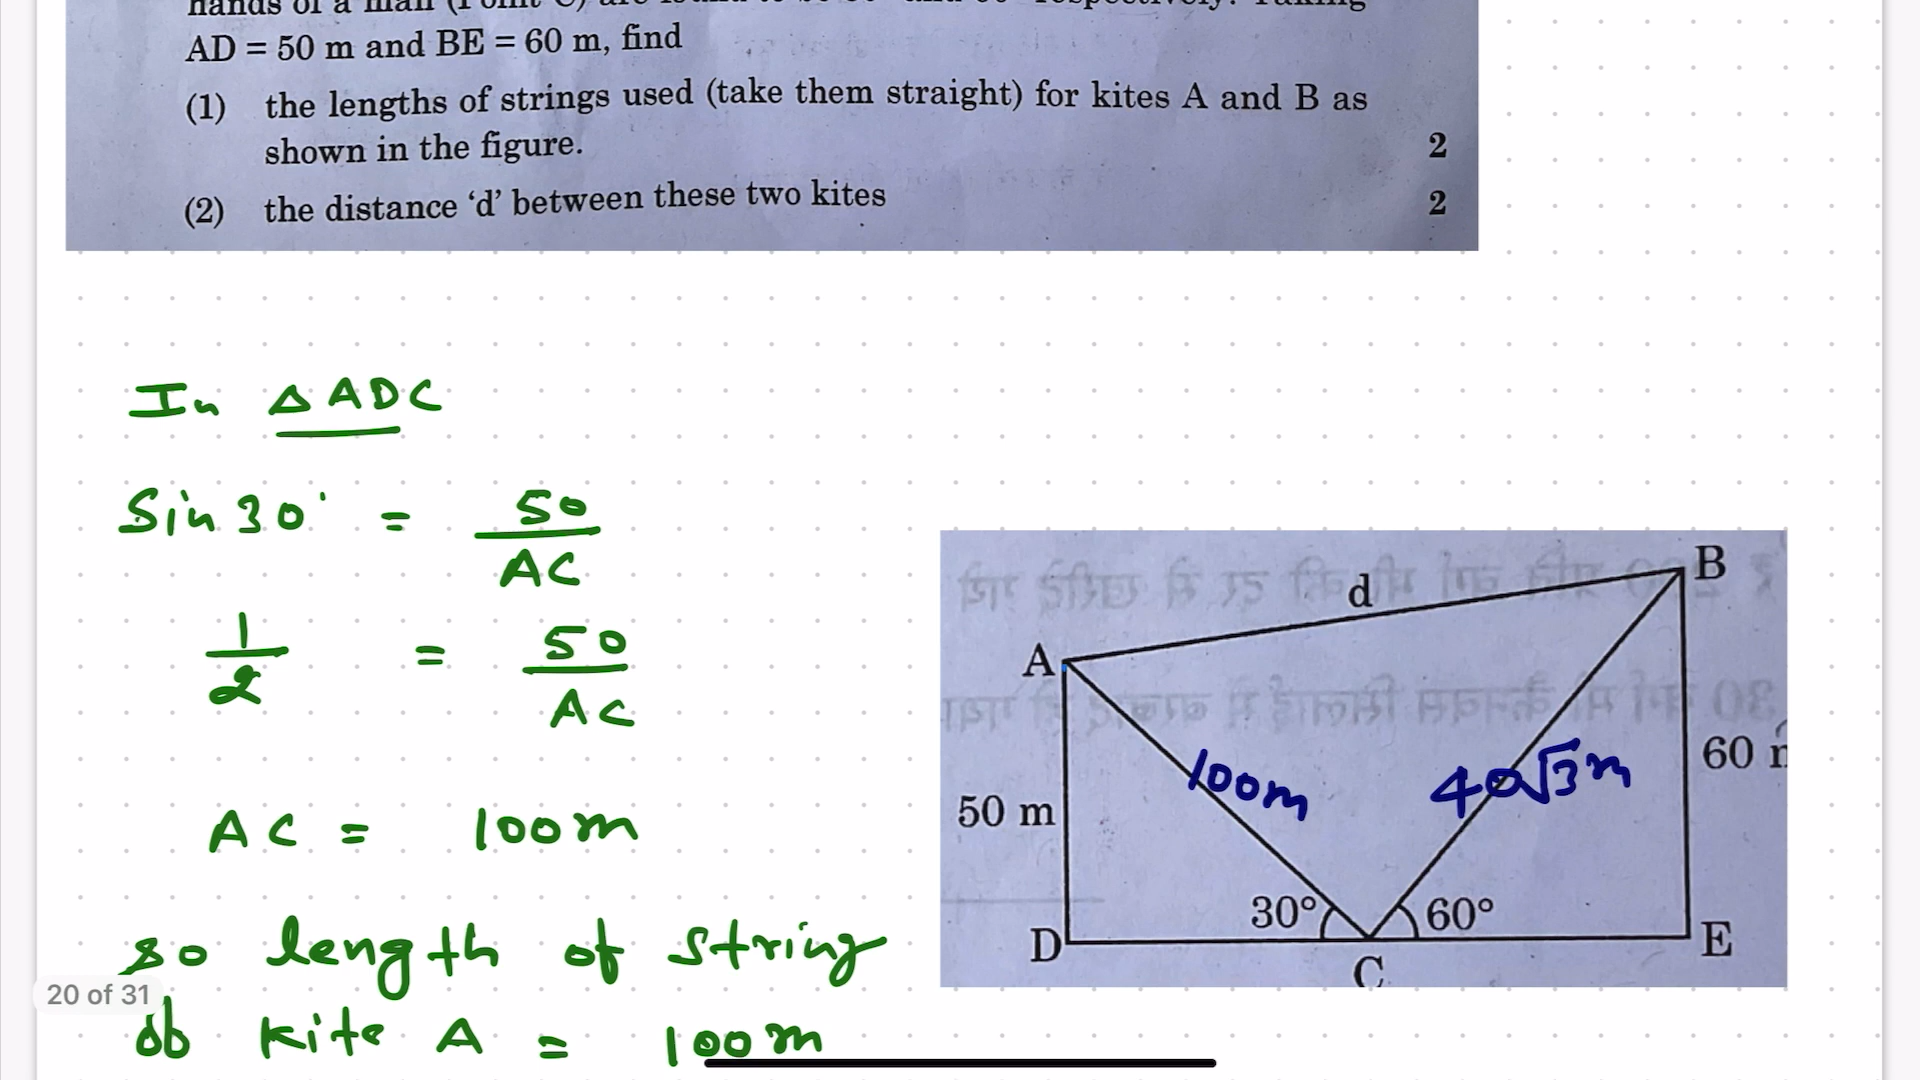 AD = 50 m and BE = 60 m, find
(1) the lengths of strings used (take them straight) for kites A and B as
shown in the figure. 2
(2) the distance ‘d’ between these two kites 2
In △ADC
Sin 30° = 50/AC
1/2 = 50/AC
AC = 100m
so length of string
of kite A = 100m
B
d
A
100m
40√3m
60
50 m
30°
60°
D
E
C
20 of 31